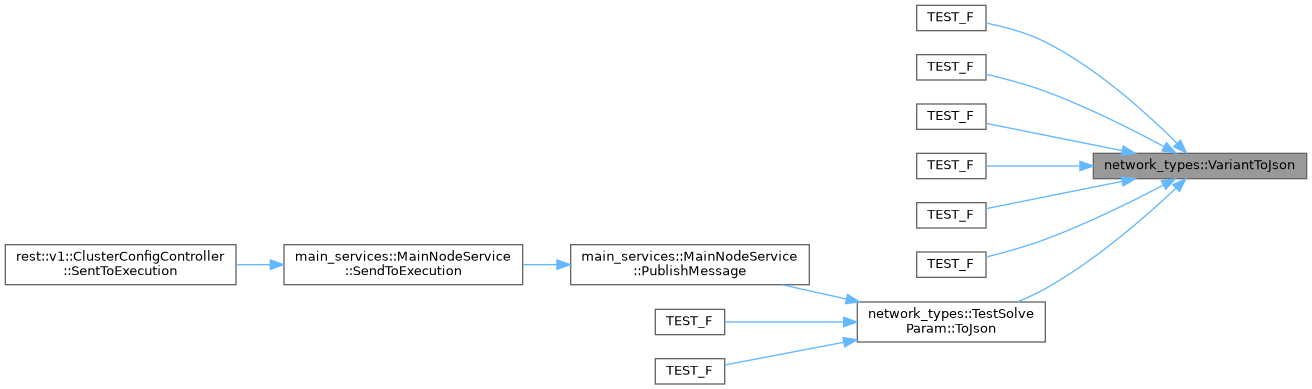 TEST_F
TEST_F
TEST_F
TEST_F
network_types::VariantToJson
TEST_F
TEST_F
rest::v1::ClusterConfigController
::SentToExecution
main_services::MainNodeService
::SendToExecution
main_services::MainNodeService
::PublishMessage
network_types::TestSolve
Param::ToJson
TEST_F
TEST_F